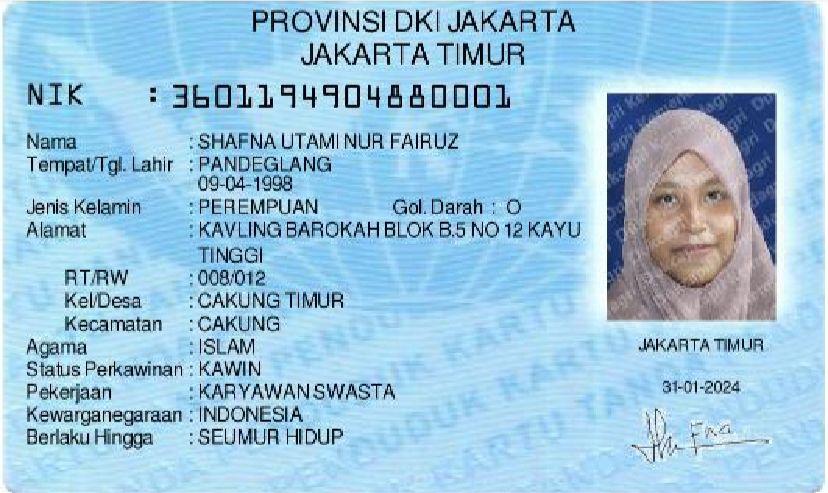 PROVINSI DKI JAKARTA
JAKARTA TIMUR
NIK : 3601194904880001
Nama : SHAFNA UTAMI NUR FAIRUZ
Tempat/Tgl. Lahir : PANDEGLANG
09-04-1998
Jenis Kelamin : PEREMPUAN Gol. Darah : O
Alamat : KAVLING BAROKAH BLOK B.5 NO 12 KAYU
TINGGI
RT/RW : 008/012
Kel/Desa : CAKUNG TIMUR
Kecamatan : CAKUNG
Agama : ISLAM
Status Perkawinan : KAWIN
Pekerjaan : KARYAWAN SWASTA
Kewarganegaraan : INDONESIA
Berlaku Hingga : SEUMUR HIDUP
JAKARTA TIMUR
31-01-2024